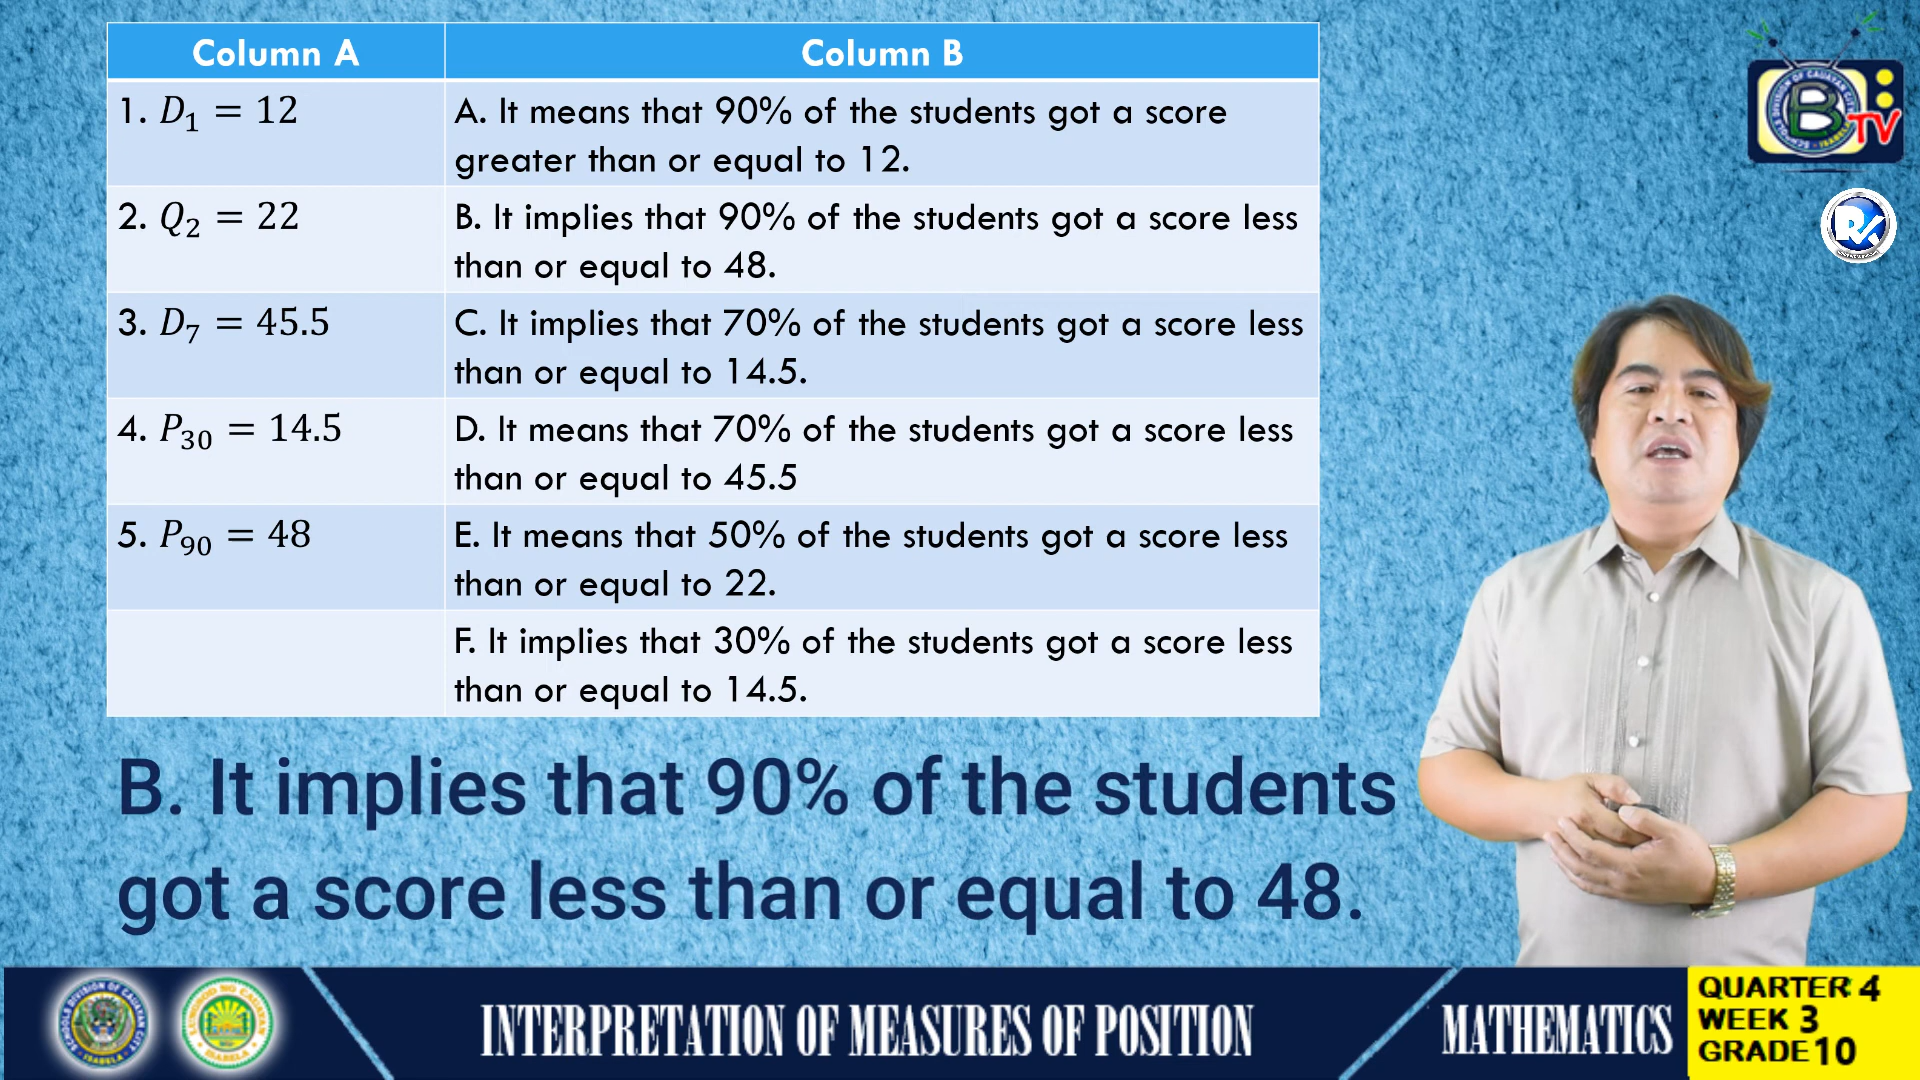 Column A
Column B
1. D₁ = 12
A. It means that 90% of the students got a score
greater than or equal to 12.
2. Q₂ = 22
B. It implies that 90% of the students got a score less
than or equal to 48.
3. D₇ = 45.5
C. It implies that 70% of the students got a score less
than or equal to 14.5.
4. P₃₀ = 14.5
D. It means that 70% of the students got a score less
than or equal to 45.5
5. P₉₀ = 48
E. It means that 50% of the students got a score less
than or equal to 22.
F. It implies that 30% of the students got a score less
than or equal to 14.5.
B. It implies that 90% of the students
got a score less than or equal to 48.
B TV
INTERPRETATION OF MEASURES OF POSITION
MATHEMATICS
QUARTER 4
WEEK 3
GRADE 10